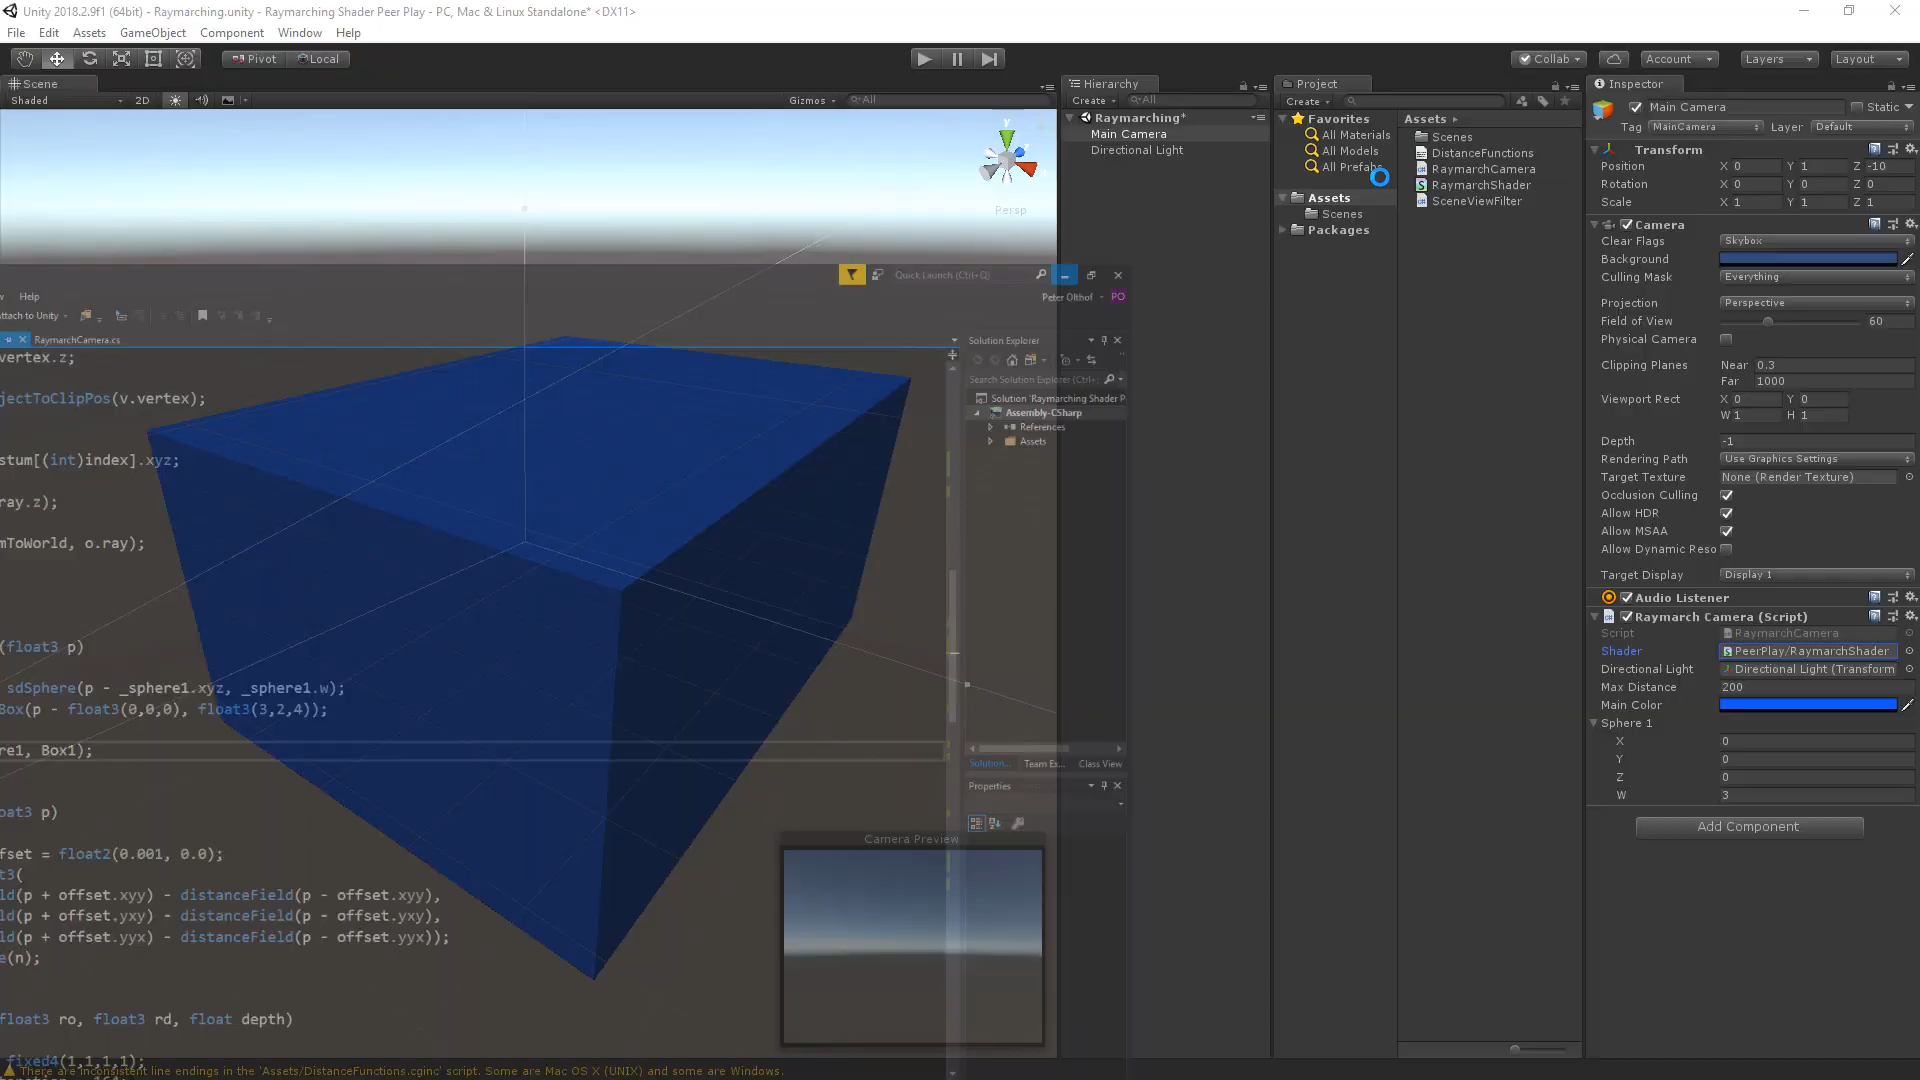 Unity 2018.2.9f1 (64bit) - Raymarching.unity - Raymarching Shader Peer Play - PC, Mac & Linux Standalone* <DX11>
File Edit Assets GameObject Component Window Help
Pivot Local Collab Account Layers Layout
Scene
Shaded 2D Gizmos All
y
z
Persp
Hierarchy
Create All
Raymarching*
Main Camera
Directional Light
Project
Create
Favorites
All Materials
All Models
All Prefabs
Assets
Scenes
Packages
Assets
Scenes
DistanceFunctions
RaymarchCamera
RaymarchShader
SceneViewFilter
Inspector
Main Camera Static
Tag MainCamera Layer Default
Transform
Position X 0 Y 1 Z -10
Rotation X 0 Y 0 Z 0
Scale X 1 Y 1 Z 1
Camera
Clear Flags Skybox
Background
Culling Mask Everything
Projection Perspective
Field of View 60
Physical Camera
Clipping Planes Near 0.3
Far 1000
Viewport Rect X 0 Y 0
W 1 H 1
Depth -1
Rendering Path Use Graphics Settings
Target Texture None (Render Texture)
Occlusion Culling
Allow HDR
Allow MSAA
Allow Dynamic Reso
Target Display Display 1
Audio Listener
Raymarch Camera (Script)
Script RaymarchCamera
Shader PeerPlay/RaymarchShader
Directional Light Directional Light (Transform
Max Distance 200
Main Color
Sphere 1
X 0
Y 0
Z 0
W 3
Add Component
Quick Launch (Ctrl+Q)
w Help Peter Olthof PO
Attach to Unity
RaymarchCamera.cs
Solution Explorer
Search Solution Explorer (Ctrl+;
Solution 'Raymarching Shader P
Assembly-CSharp
References
Assets
Solution... Team Ex... Class View
Properties
vertex.z;
jectToClipPos(v.vertex);
stum[(int)index].xyz;
ray.z);
mToWorld, o.ray);
(float3 p)
sdSphere(p - _sphere1.xyz, _sphere1.w);
Box(p - float3(0,0,0), float3(3,2,4));
re1, Box1);
oat3 p)
fset = float2(0.001, 0.0);
t3(
ld(p + offset.xyy) - distanceField(p - offset.xyy),
ld(p + offset.yxy) - distanceField(p - offset.yxy),
ld(p + offset.yyx) - distanceField(p - offset.yyx));
e(n);
float3 ro, float3 rd, float depth)
fixed4(1,1,1,1);
Camera Preview
There are inconsistent line endings in the 'Assets/DistanceFunctions.cginc' script. Some are Mac OS X (UNIX) and some are Windows.